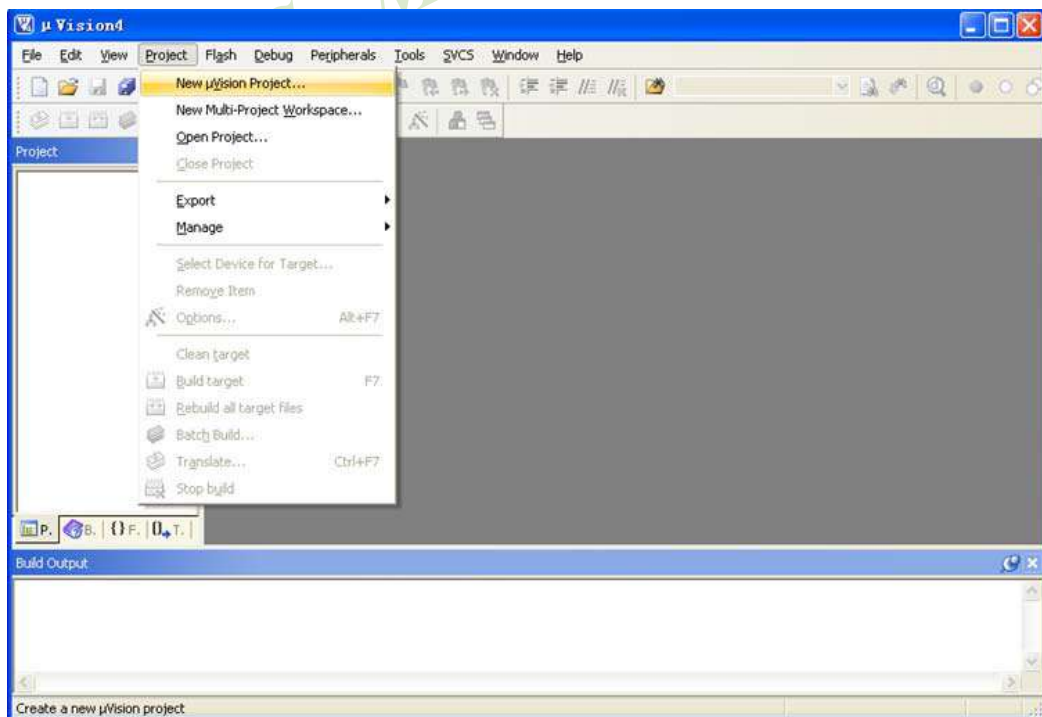 μ Vision4
File Edit View Project Flash Debug Peripherals Tools SVCS Window Help
New μVision Project...
New Multi-Project Workspace...
Open Project...
Close Project
Export
Manage
Select Device for Target...
Remove Item
Options... Alt+F7
Clean target
Build target F7
Rebuild all target files
Batch Build...
Translate... Ctrl+F7
Stop build
Project
P. B. {} F. 0 T.
Build Output
Create a new μVision project